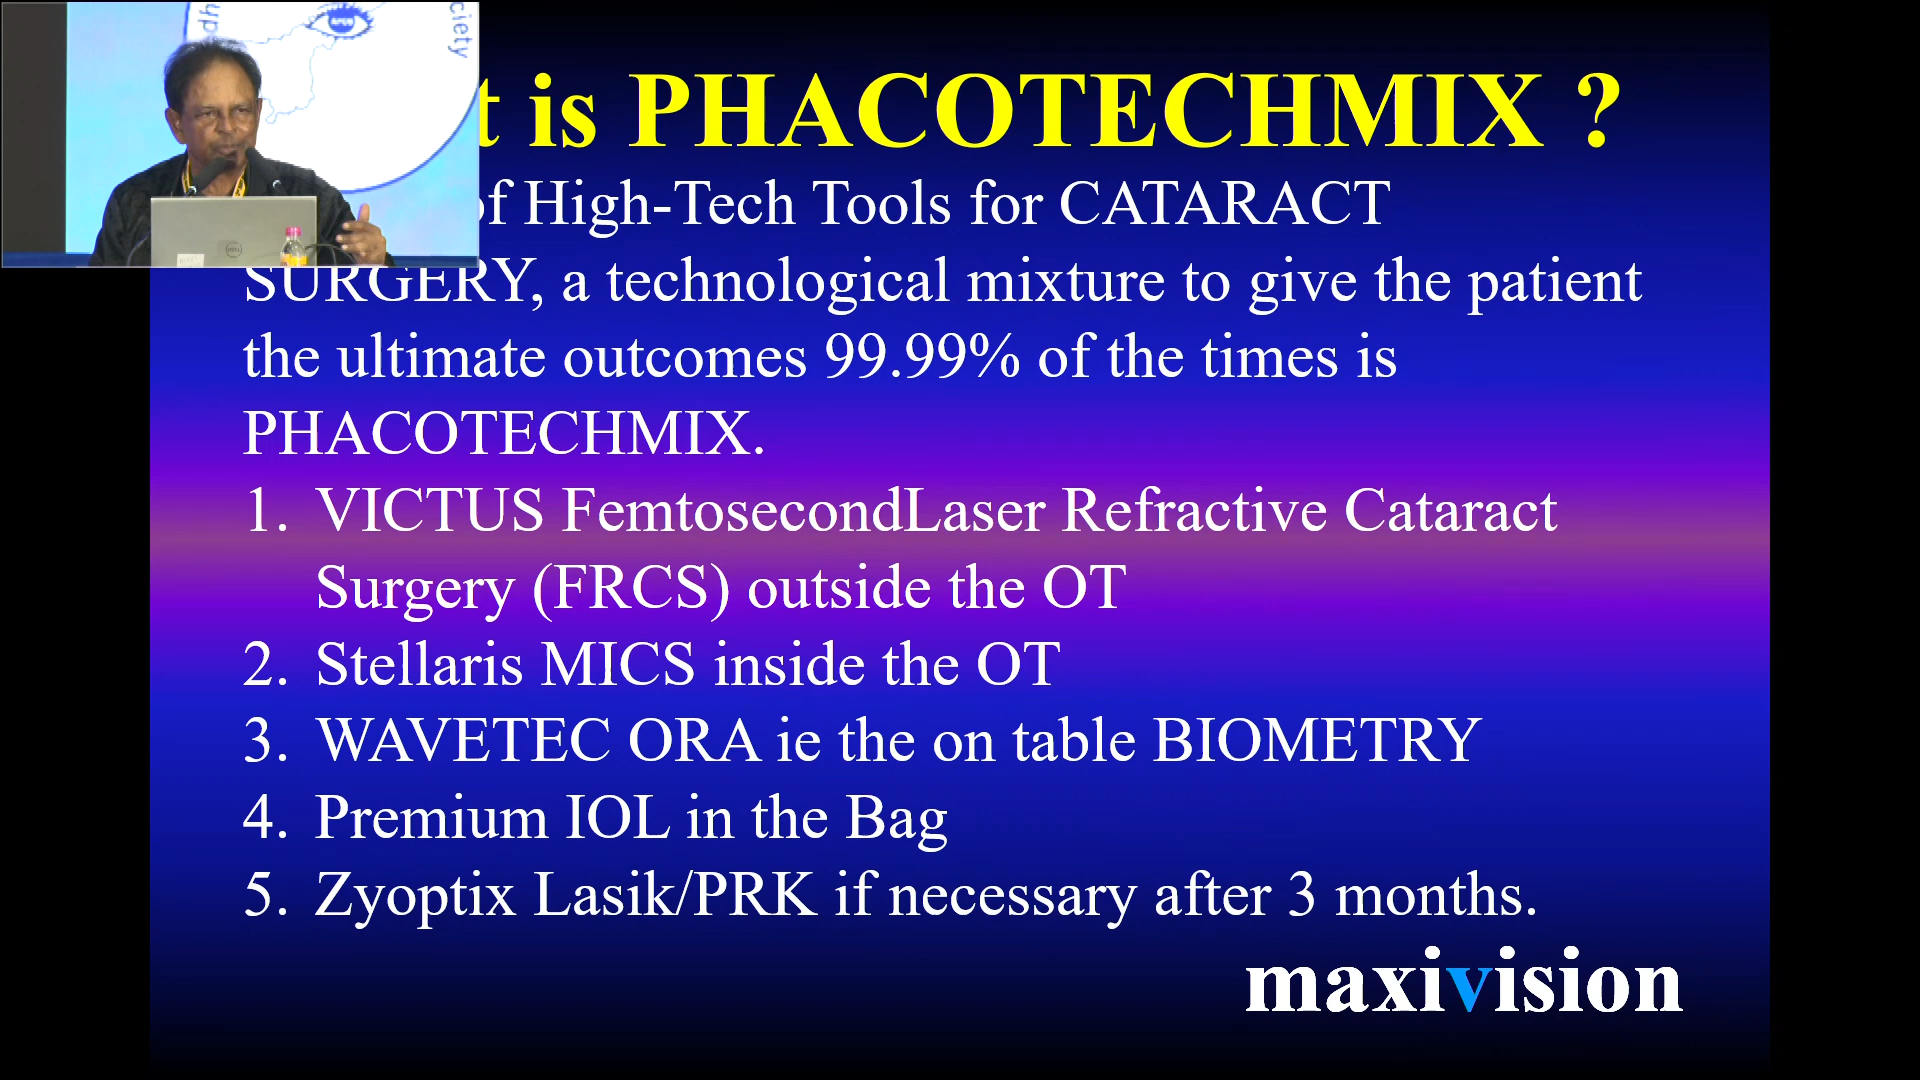 ciety
dh
t is PHACOTECHMIX ?
of High-Tech Tools for CATARACT
SURGERY, a technological mixture to give the patient
the ultimate outcomes 99.99% of the times is
PHACOTECHMIX.
1. VICTUS FemtosecondLaser Refractive Cataract
Surgery (FRCS) outside the OT
2. Stellaris MICS inside the OT
3. WAVETEC ORA ie the on table BIOMETRY
4. Premium IOL in the Bag
5. Zyoptix Lasik/PRK if necessary after 3 months.
maxivision